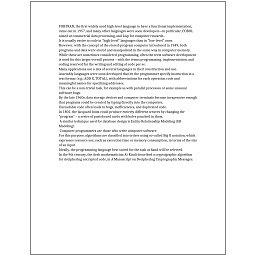 FORTRAN, the first widely used high-level language to have a functional implementation,
came out in 1957, and many other languages were soon developed—in particular, COBOL
aimed at commercial data processing, and Lisp for computer research.
It is usually easier to code in "high-level" languages than in "low-level" ones.
However, with the concept of the stored-program computer introduced in 1949, both
programs and data were stored and manipulated in the same way in computer memory.
While these are sometimes considered programming, often the term software development
is used for this larger overall process – with the terms programming, implementation, and
coding reserved for the writing and editing of code per se.
Many applications use a mix of several languages in their construction and use.
Assembly languages were soon developed that let the programmer specify instruction in a
text format (e.g., ADD X, TOTAL), with abbreviations for each operation code and
meaningful names for specifying addresses.
This can be a non-trivial task, for example as with parallel processes or some unusual
software bugs.
By the late 1960s, data storage devices and computer terminals became inexpensive enough
that programs could be created by typing directly into the computers.
Unreadable code often leads to bugs, inefficiencies, and duplicated code.
In 1801, the Jacquard loom could produce entirely different weaves by changing the
"program" – a series of pasteboard cards with holes punched in them.
A similar technique used for database design is Entity-Relationship Modeling (ER
Modeling).
Computer programmers are those who write computer software.
For this purpose, algorithms are classified into orders using so-called Big O notation, which
expresses resource use, such as execution time or memory consumption, in terms of the size
of an input.
Ideally, the programming language best suited for the task at hand will be selected.
In the 9th century, the Arab mathematician Al-Kindi described a cryptographic algorithm
for deciphering encrypted code, in A Manuscript on Deciphering Cryptographic Messages.